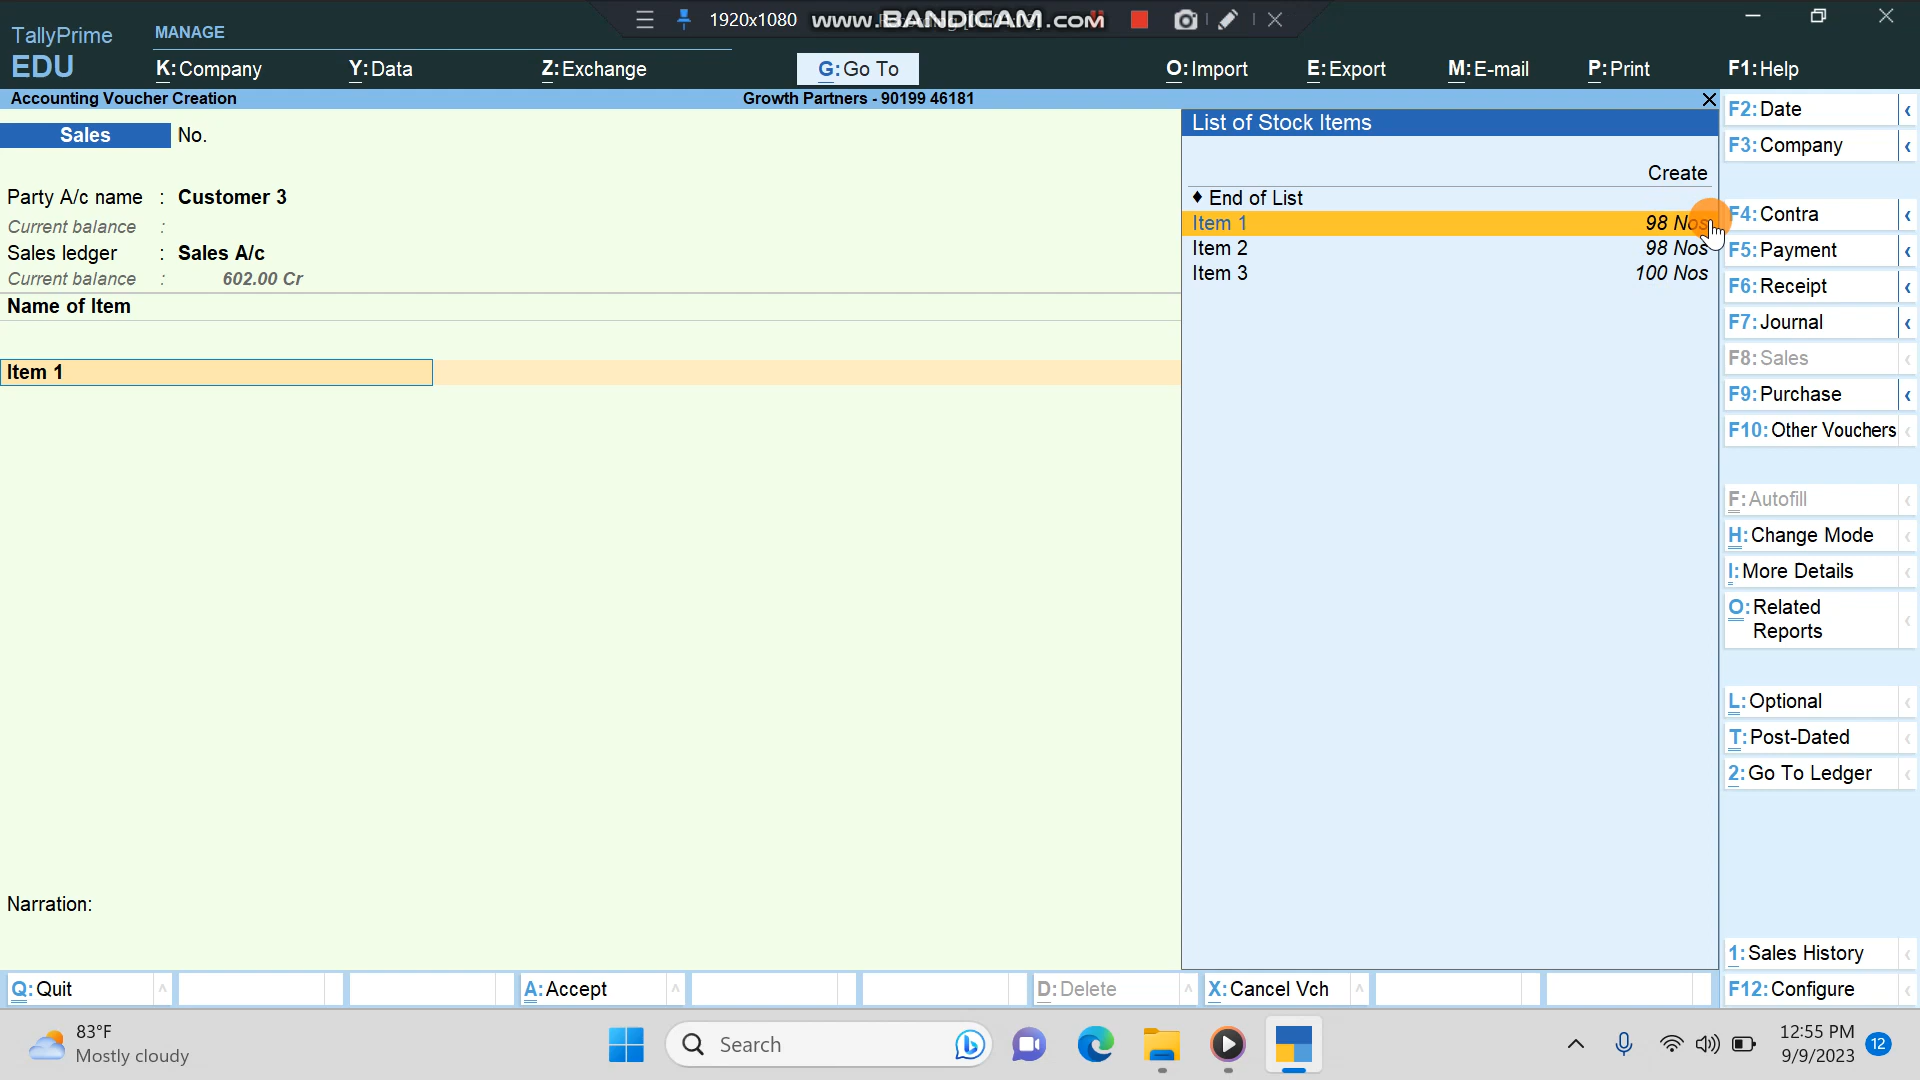 1920x1080 www.BANDICAM.com
TallyPrime
EDU
MANAGE
K:Company Y:Data Z:Exchange G:Go To O:Import E:Export M:E-mail P:Print F1:Help
Accounting Voucher Creation Growth Partners - 90199 46181
Sales No.
Party A/c name : Customer 3
Current balance :
Sales ledger : Sales A/c
Current balance : 602.00 Cr
Name of Item
Item 1
Narration:
List of Stock Items
Create
♦ End of List
Item 1 98 Nos
Item 2 98 Nos
Item 3 100 Nos
F2:Date
F3:Company
F4:Contra
F5:Payment
F6:Receipt
F7:Journal
F8:Sales
F9:Purchase
F10:Other Vouchers
F:Autofill
H:Change Mode
I:More Details
O:Related
Reports
L:Optional
T:Post-Dated
2:Go To Ledger
1:Sales History
F12:Configure
Q:Quit A:Accept D:Delete X:Cancel Vch
83°F
Mostly cloudy
Search
12:55 PM
9/9/2023
12